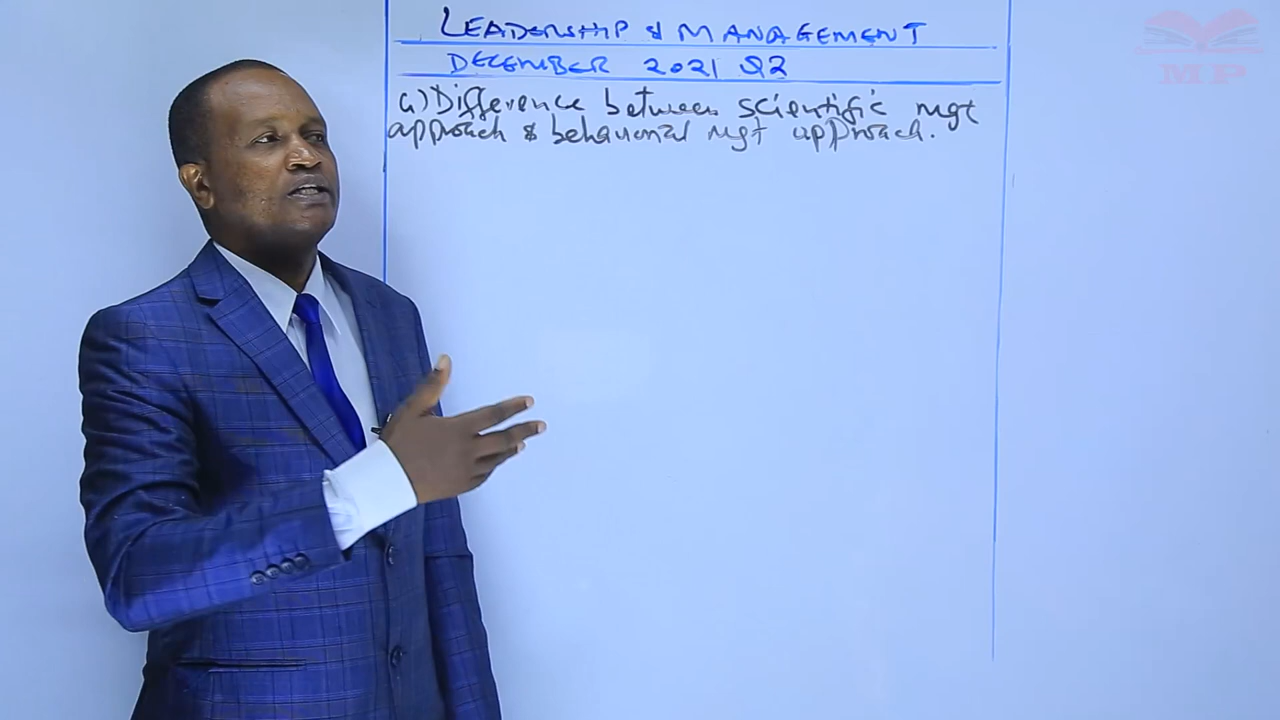 LEADERSHIP & MANAGEMENT
DECEMBER 2021 Q2
a) Difference between scientific mgt
approach & behavioral mgt approach.
MP